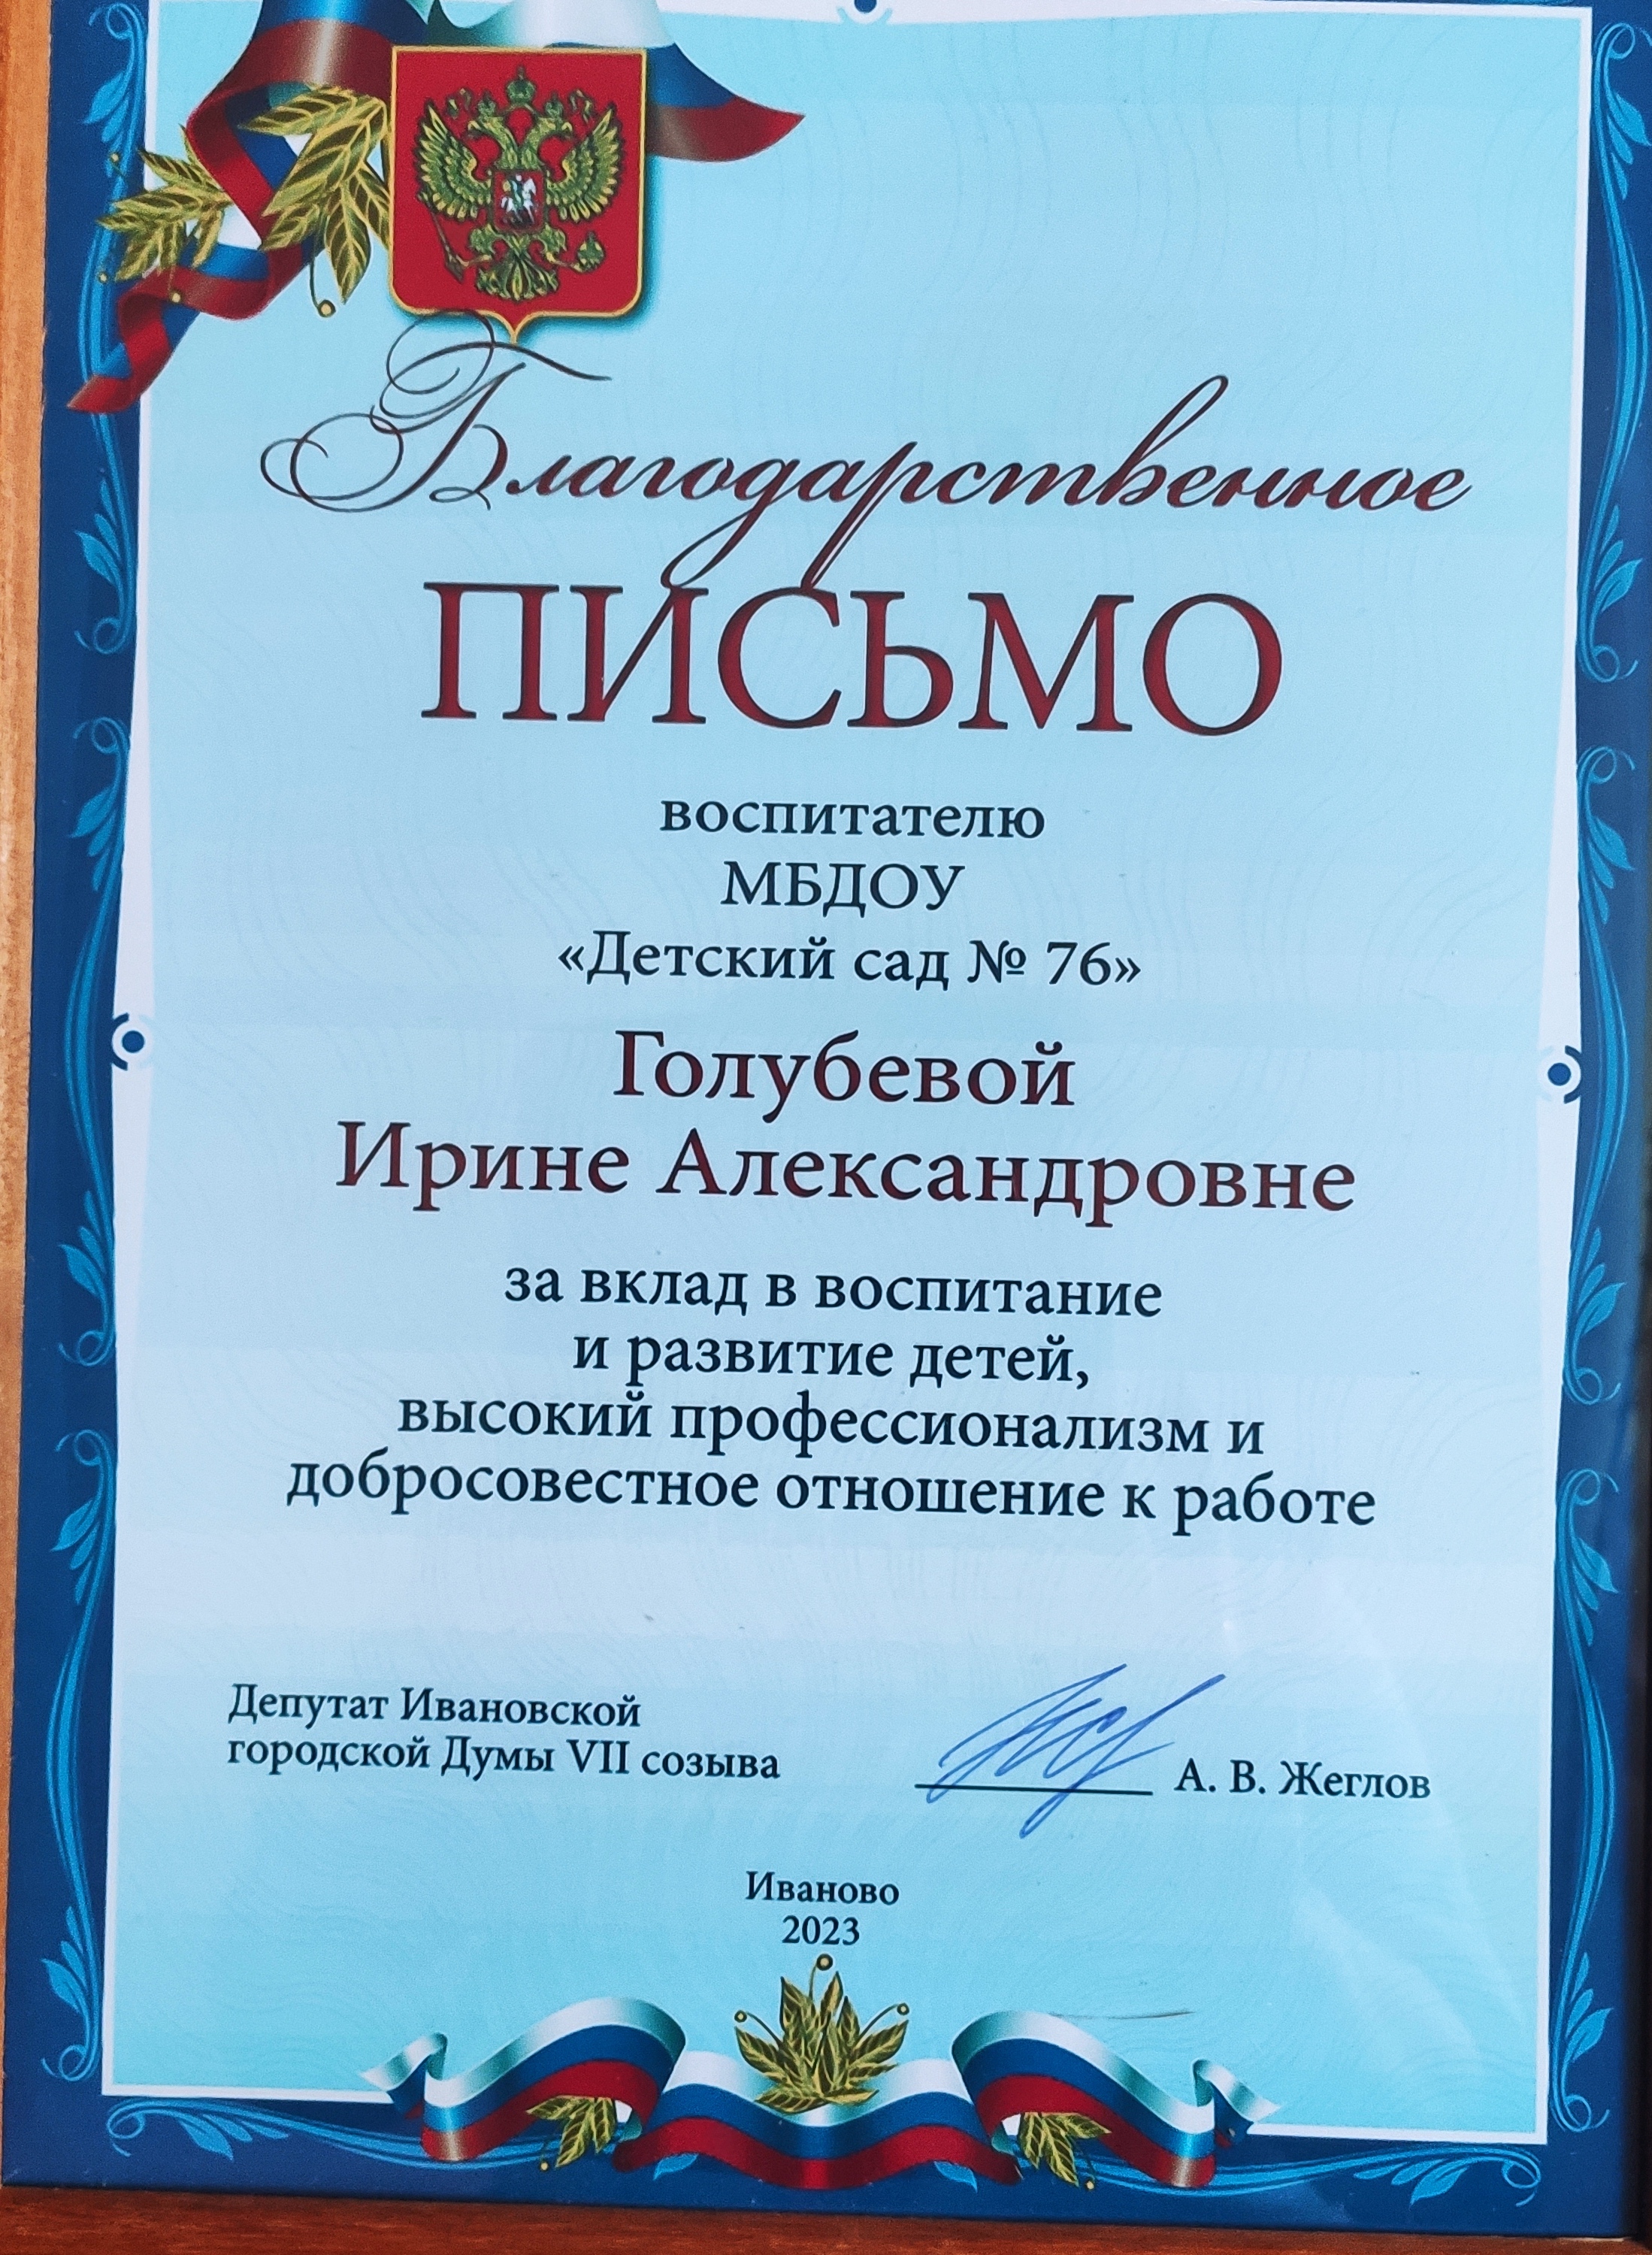 Благодарственное
ПИСЬМО
воспитателю
МБДОУ
«Детский сад № 76»
Голубевой
Ирине Александровне
за вклад в воспитание
и развитие детей,
высокий профессионализм и
добросовестное отношение к работе
Депутат Ивановской
городской Думы VII созыва
А. В. Жеглов
Иваново
2023